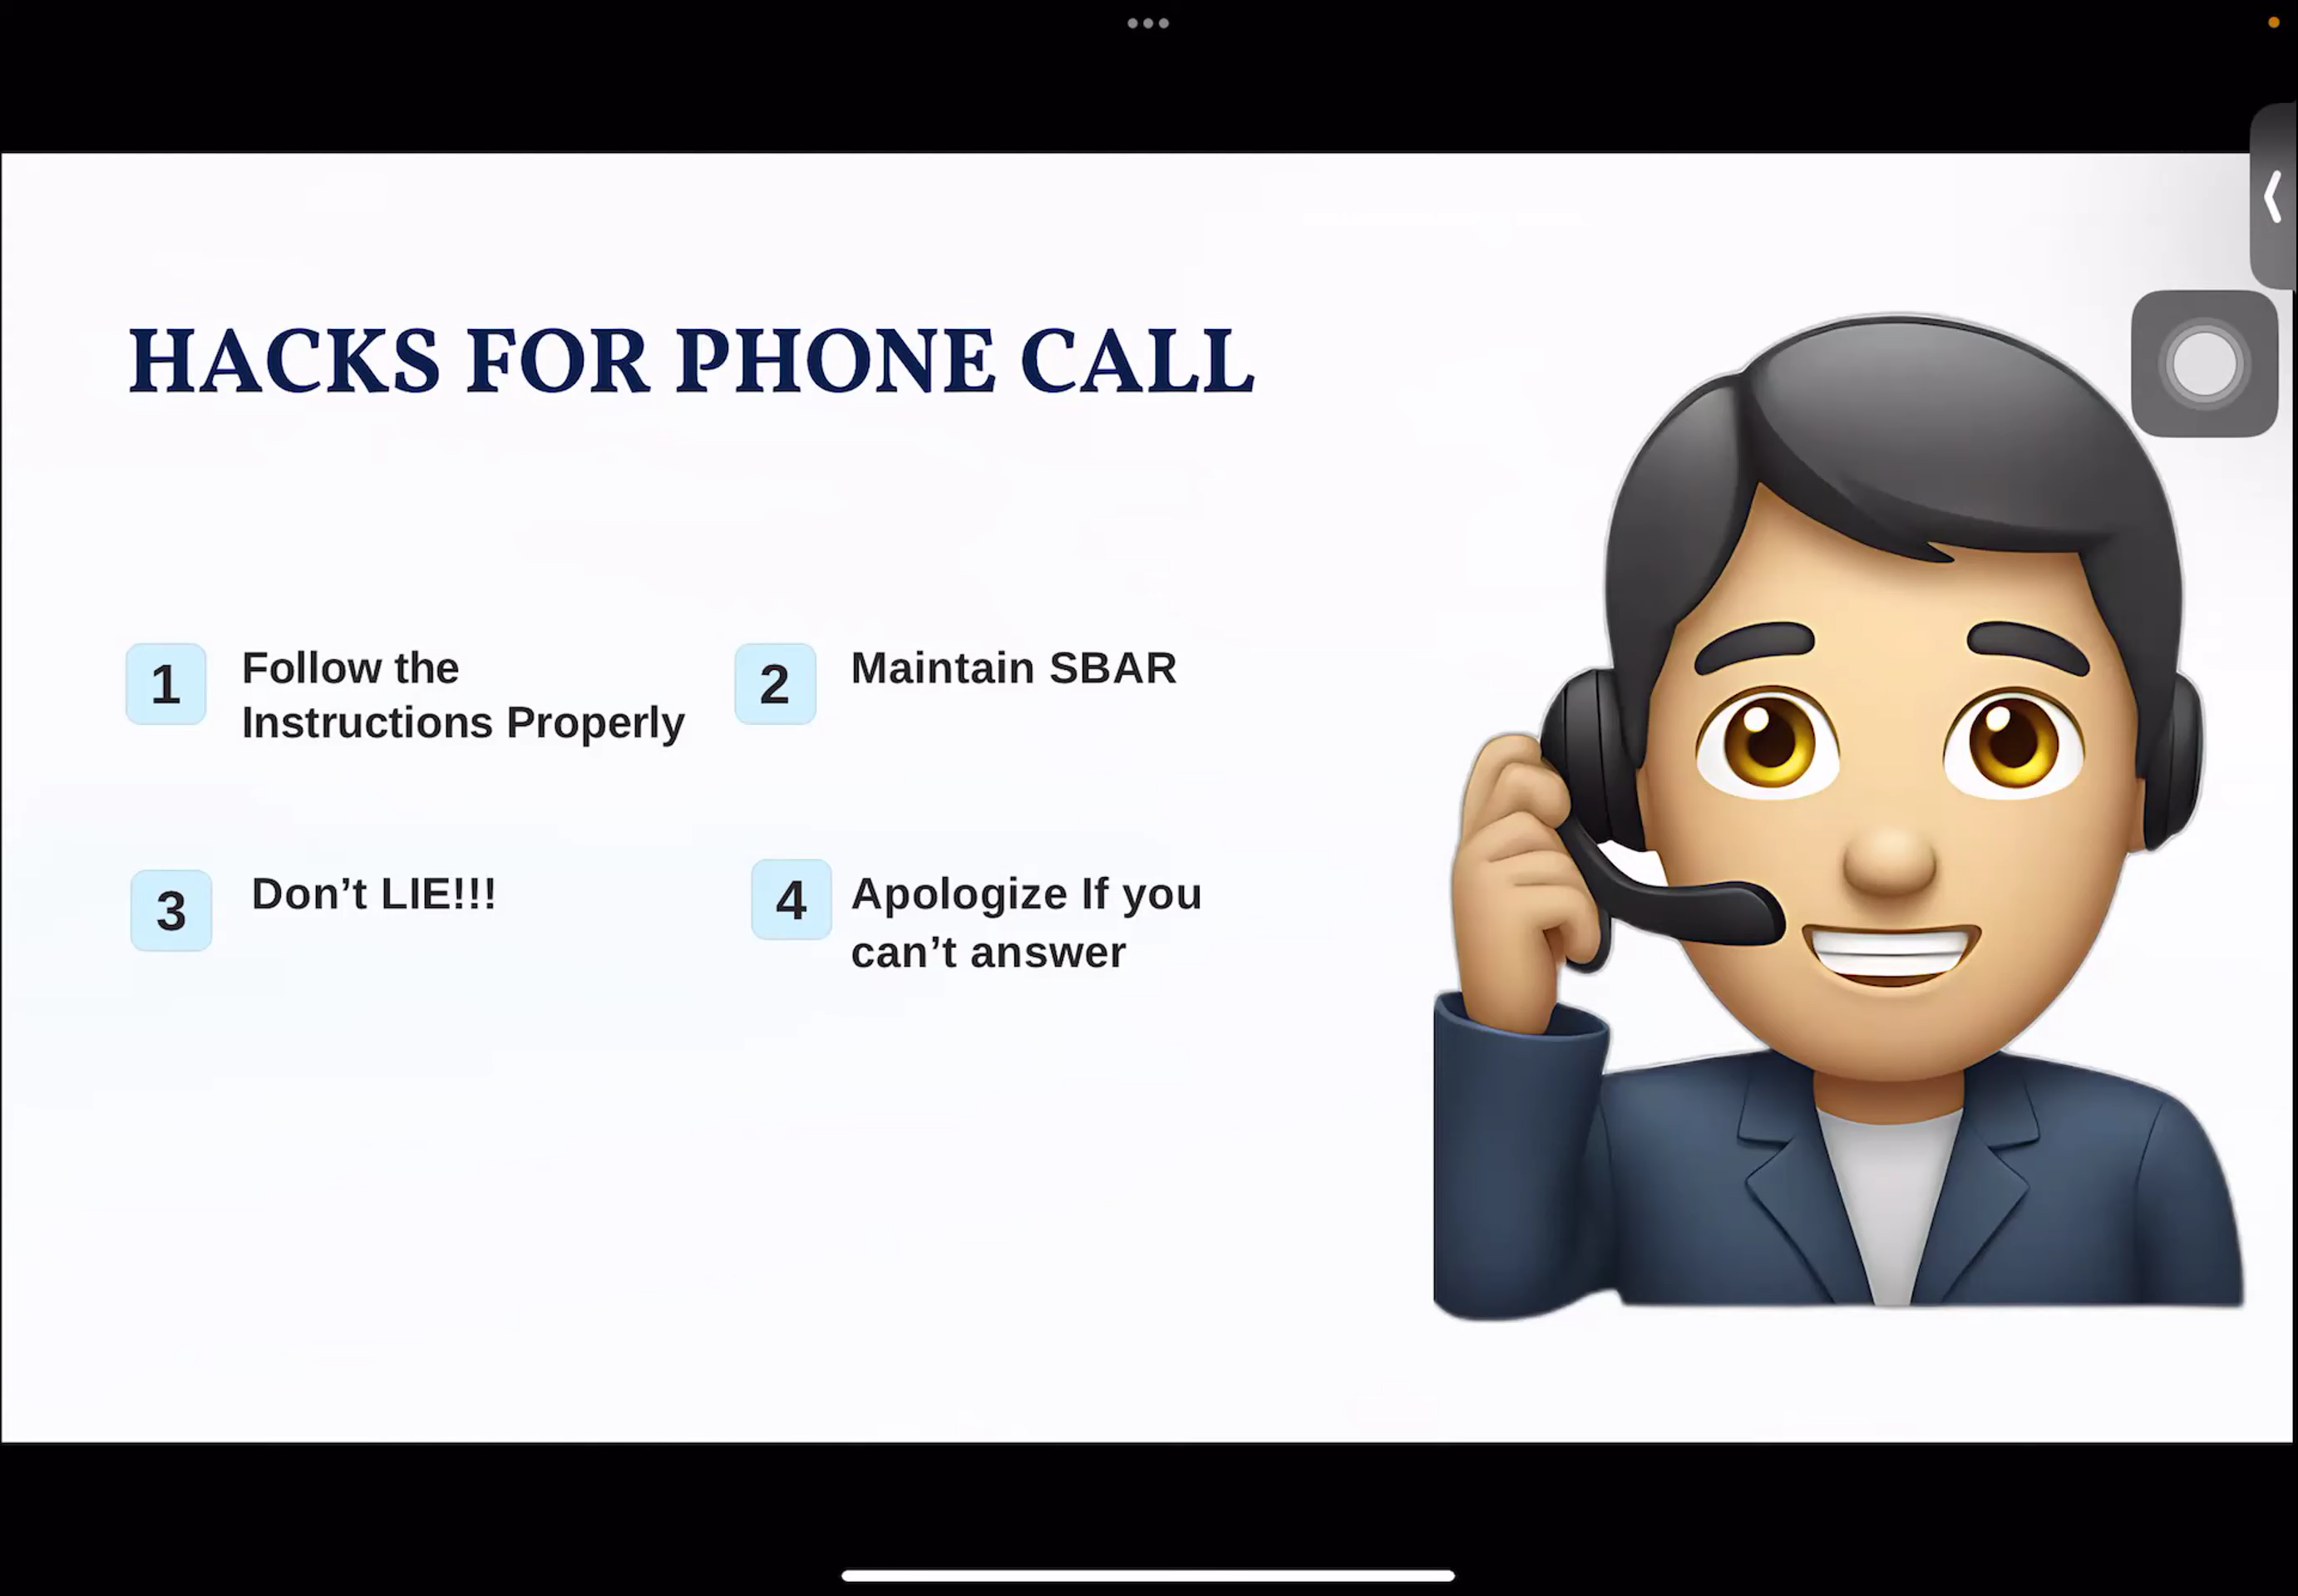 HACKS FOR PHONE CALL
1
Follow the
Instructions Properly
2
Maintain SBAR
3
Don’t LIE!!!
4
Apologize If you
can’t answer